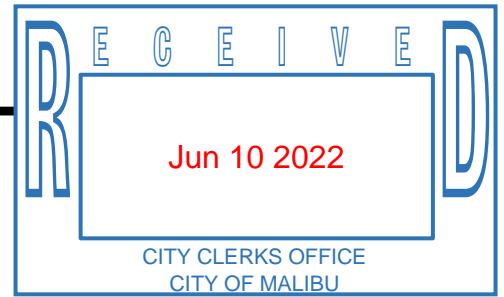 RECEIVED
Jun 10 2022
CITY CLERKS OFFICE
CITY OF MALIBU